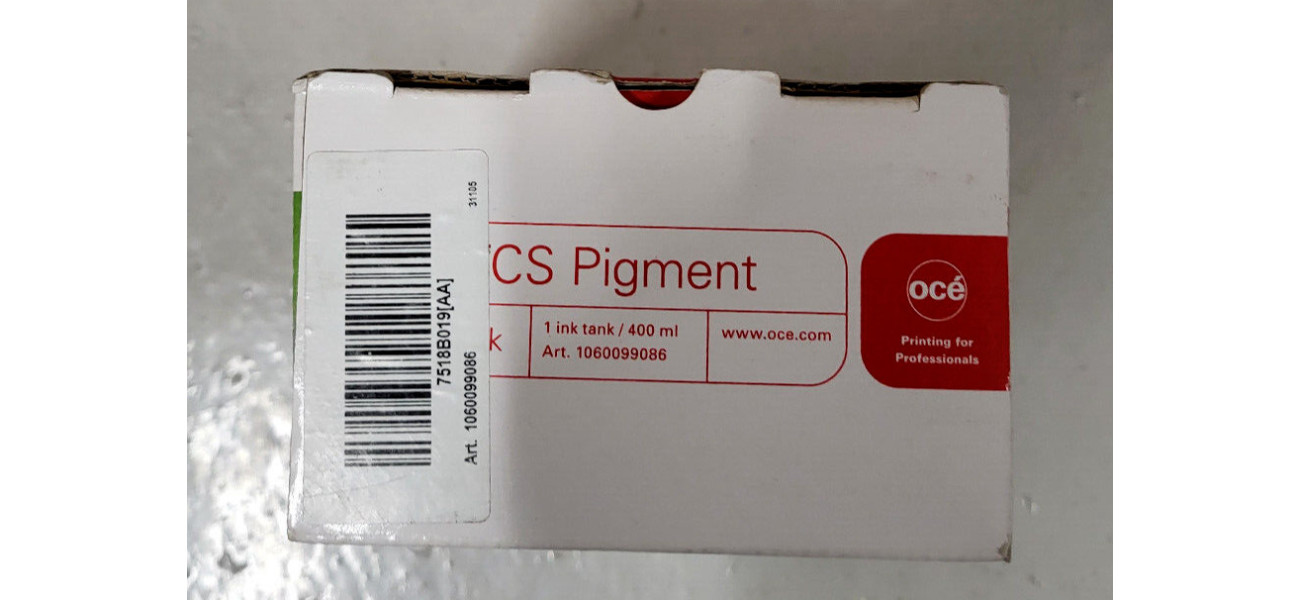 31105
7518B019[AA]
Art. 1060099086
CS Pigment
k
1 ink tank / 400 ml
Art. 1060099086
www.oce.com
océ
Printing for
Professionals